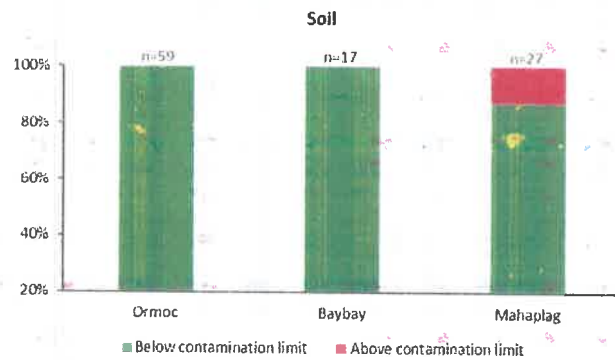 Soil
n=59 n=17 n=27
100%
80%
60%
40%
20%
Ormoc Baybay Mahaplag
Below contamination limit Above contamination limit